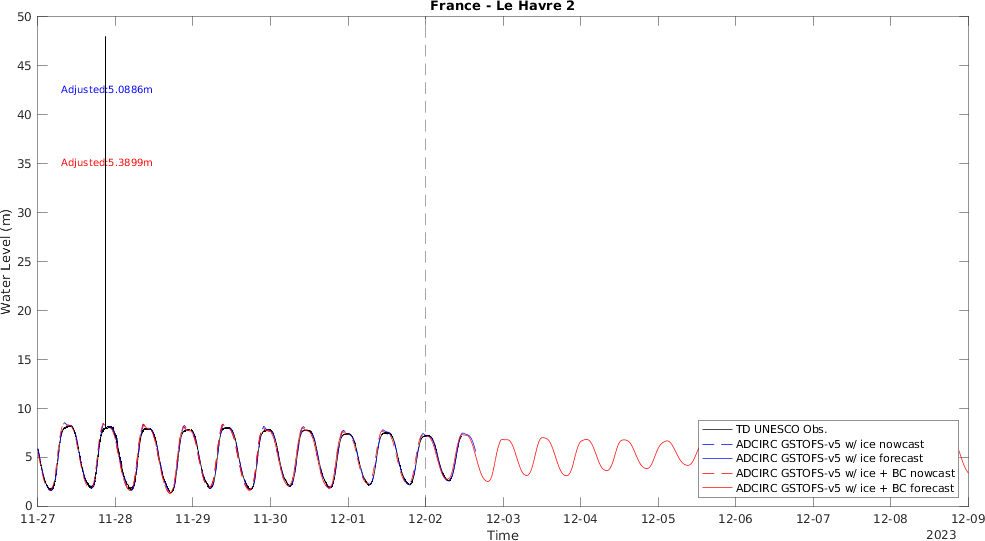 France - Le Havre 2
Water Level (m)
50
45
40
35
30
25
20
15
10
5
0
Adjusted:5.0886m
Adjusted:5.3899m
TD UNESCO Obs.
ADCIRC GSTOFS-v5 w/ ice nowcast
ADCIRC GSTOFS-v5 w/ ice forecast
ADCIRC GSTOFS-v5 w/ ice + BC nowcast
ADCIRC GSTOFS-v5 w/ ice + BC forecast
11-27 11-28 11-29 11-30 12-01 12-02 12-03 12-04 12-05 12-06 12-07 12-08 12-09
Time
2023